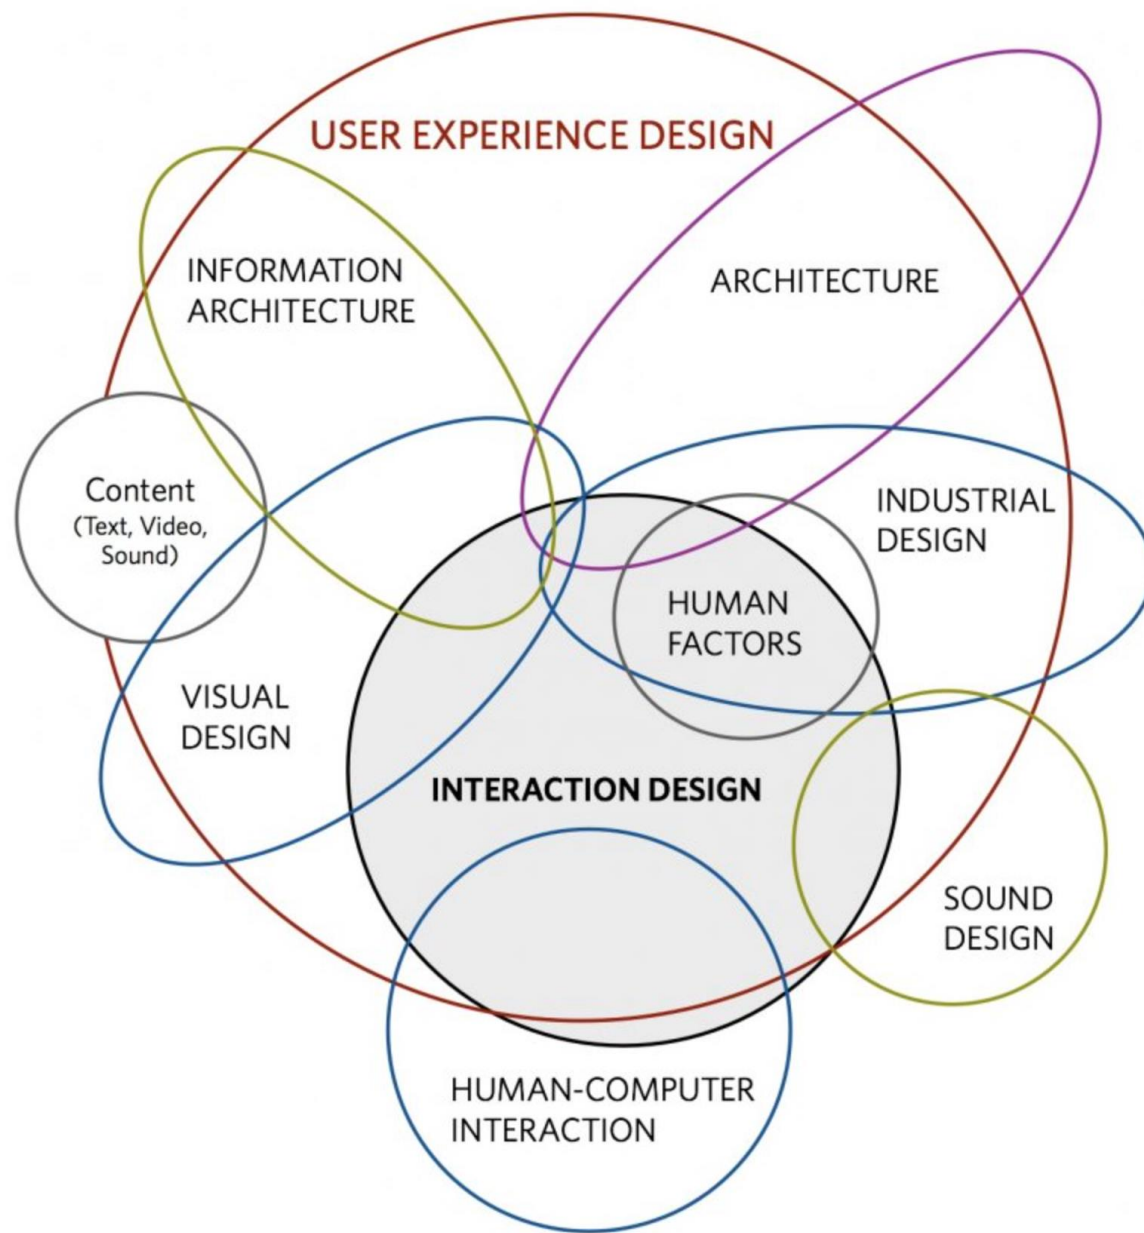 USER EXPERIENCE DESIGN
INFORMATION
ARCHITECTURE
ARCHITECTURE
Content
(Text, Video,
Sound)
INDUSTRIAL
DESIGN
HUMAN
FACTORS
VISUAL
DESIGN
INTERACTION DESIGN
SOUND
DESIGN
HUMAN-COMPUTER
INTERACTION